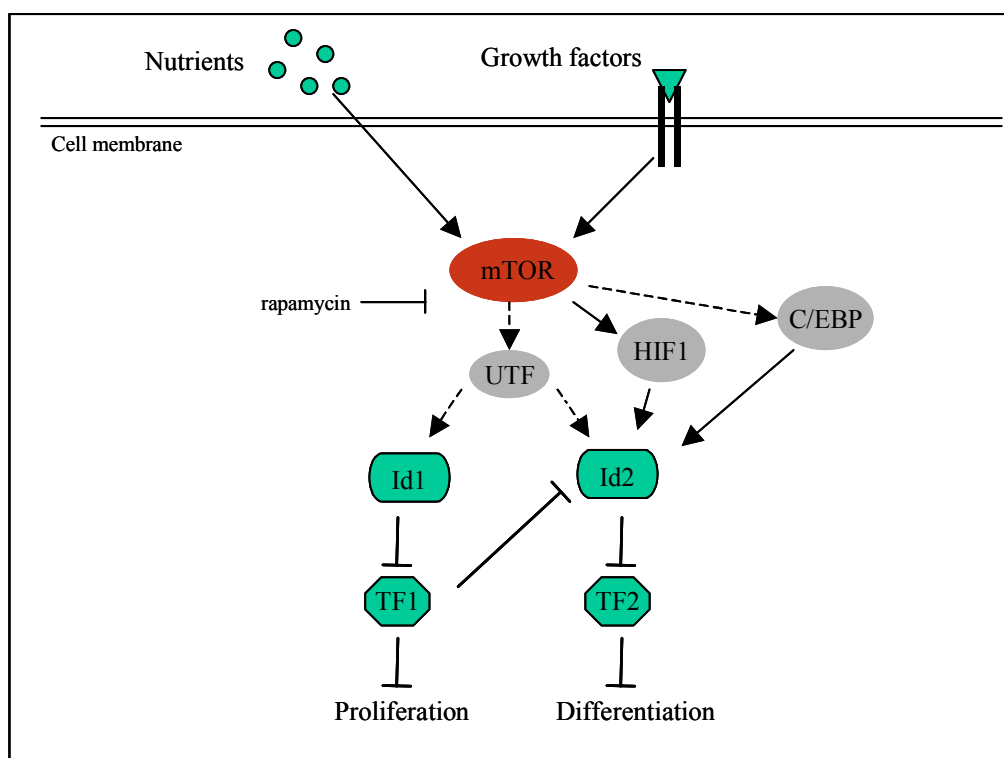 Nutrients
Growth factors
Cell membrane
mTOR
rapamycin
C/EBP
HIF1
UTF
Id1
Id2
TF1
TF2
Proliferation
Differentiation